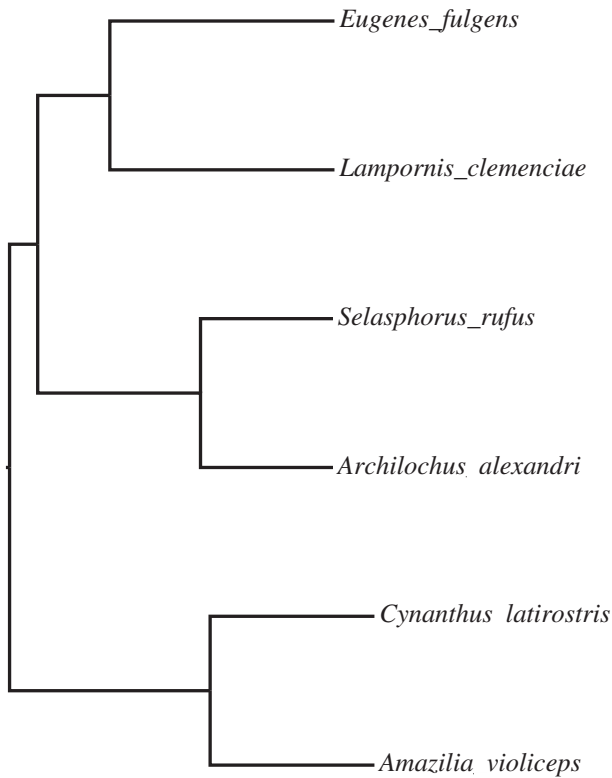 Eugenes_fulgens
Lampornis_clemenciae
Selasphorus_rufus
Archilochus alexandri
Cynanthus latirostris
Amazilia violiceps